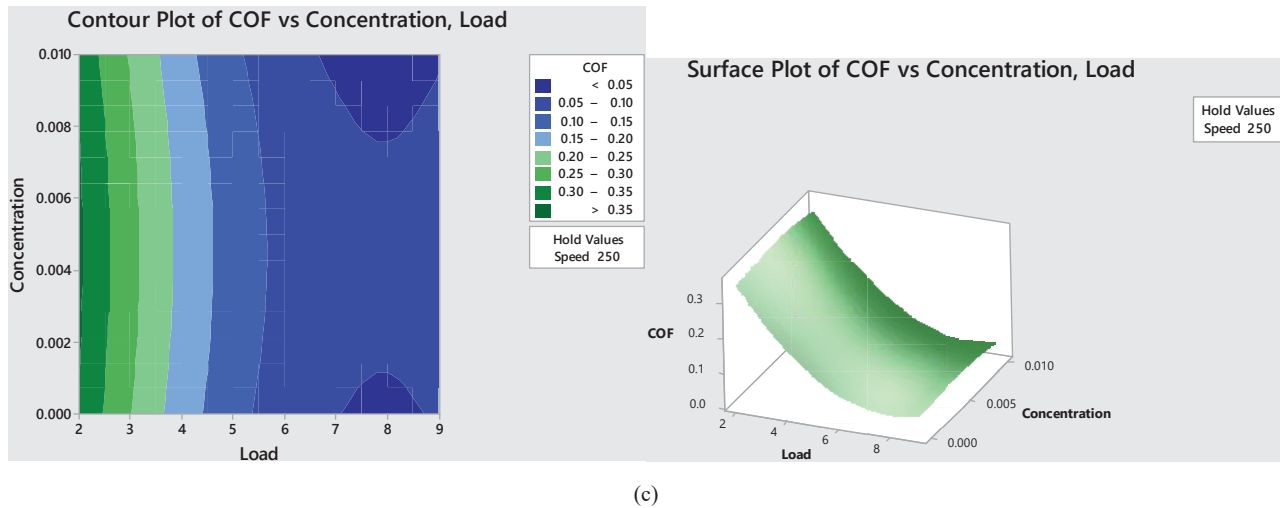 Contour Plot of COF vs Concentration, Load
0.010
0.008
0.006
0.004
0.002
0.000
Concentration
2 3 4 5 6 7 8 9
Load
COF
< 0.05
0.05 – 0.10
0.10 – 0.15
0.15 – 0.20
0.20 – 0.25
0.25 – 0.30
0.30 – 0.35
> 0.35
Hold Values
Speed 250
Surface Plot of COF vs Concentration, Load
Hold Values
Speed 250
0.3
0.2
0.1
0.0
COF
2 4 6 8
Load
0.010
0.005
0.000
Concentration
(c)